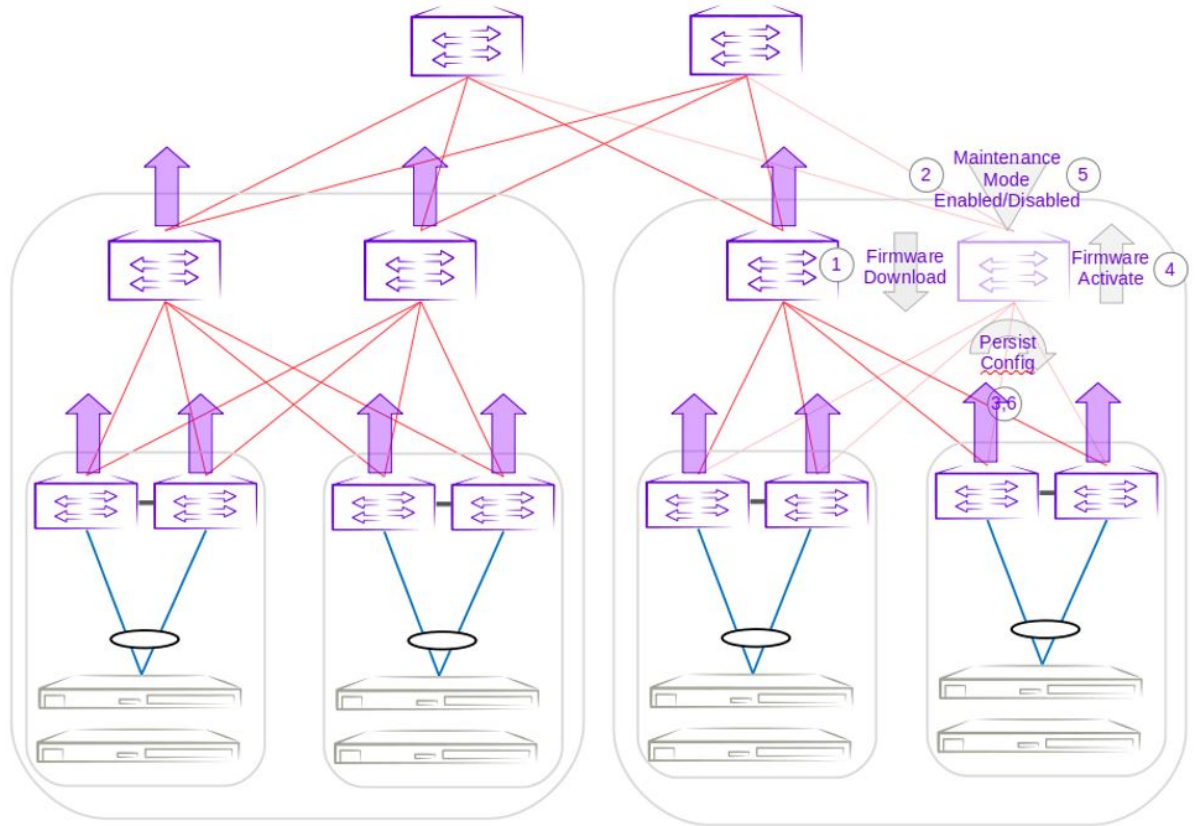 2
Maintenance
Mode
Enabled/Disabled
5
1
Firmware
Download
Firmware
Activate
4
Persist
Config
3,6